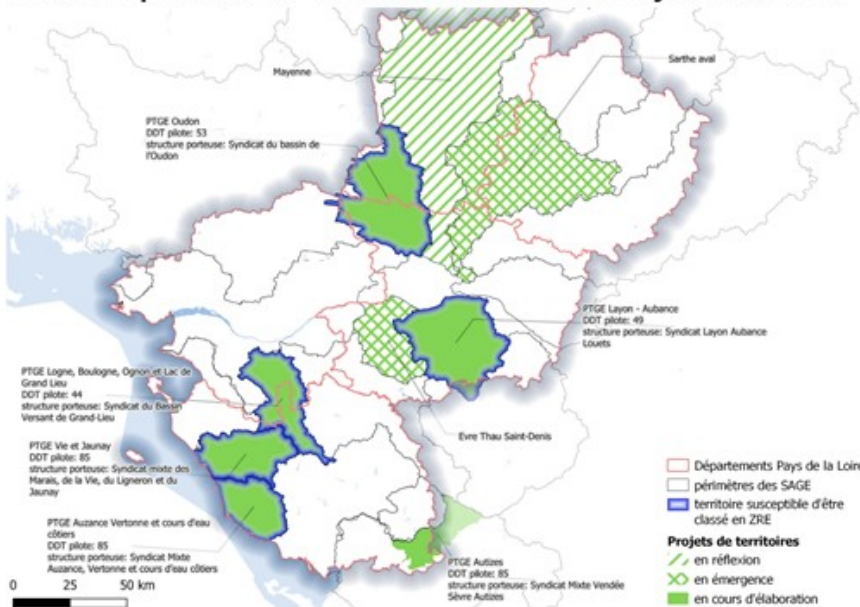 Mayenne
Sarthe aval
PTGE Oudon
DDT pilote: 53
structure porteuse: Syndicat du bassin de
l'Oudon
PTGE Layon - Aubance
DDT pilote: 49
structure porteuse: Syndicat Layon Aubance
Louets
PTGE Logne, Boulogne, Ognon et Lac de
Grand Lieu
DDT pilote: 44
structure porteuse: Syndicat du Bassin
Versant de Grand-Lieu
Evre Thau Saint-Denis
PTGE Vie et Jaunay
DDT pilote: 85
structure porteuse: Syndicat mixte des
Marais, de la Vie, du Ligneron et du
Jaunay
PTGE Auzance Vertonne et cours d'eau
côtiers
DDT pilote: 85
structure porteuse: Syndicat Mixte
Auzance, Vertonne et cours d'eau côtiers
PTGE Autizes
DDT pilote: 85
structure porteuse: Syndicat Mixte Vendée
Sèvre Autizes
0 25 50 km
Départements Pays de la Loire
périmètres des SAGE
territoire susceptible d'être
classé en ZRE
Projets de territoires
en réflexion
en émergence
en cours d'élaboration